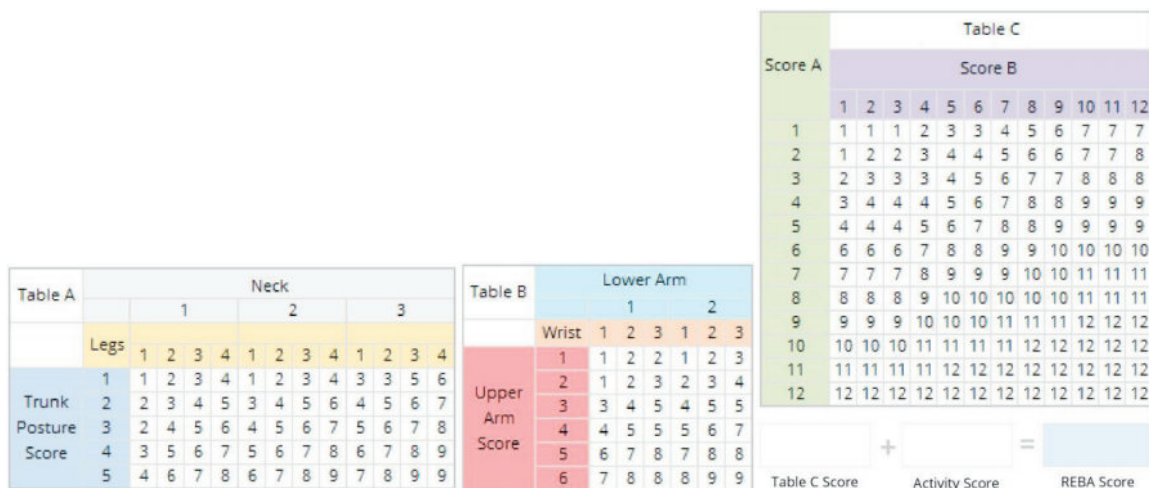 Table A
Neck
1 2 3
Legs
1 2 3 4 1 2 3 4 1 2 3 4
Trunk
Posture
Score
1 1 2 3 4 1 2 3 4 3 3 5 6
2 2 3 4 5 3 4 5 6 4 5 6 7
3 2 4 5 6 4 5 6 7 5 6 7 8
4 3 5 6 7 5 6 7 8 6 7 8 9
5 4 6 7 8 6 7 8 9 7 8 9 9
Table B
Lower Arm
1 2
Wrist 1 2 3 1 2 3
Upper
Arm
Score
1 1 2 2 1 2 3
2 1 2 3 2 3 4
3 3 4 5 4 5 5
4 4 5 5 5 6 7
5 6 7 8 7 8 8
6 7 8 8 8 9 9
Table C
Score A
Score B
1 2 3 4 5 6 7 8 9 10 11 12
1 1 1 1 2 3 3 4 5 6 7 7 7
2 1 2 2 3 4 4 5 6 6 7 7 8
3 2 3 3 3 4 5 6 7 7 8 8 8
4 3 4 4 4 5 6 7 8 8 9 9 9
5 4 4 4 5 6 7 8 8 9 9 9 9
6 6 6 6 7 8 8 9 9 10 10 10 10
7 7 7 7 8 9 9 9 10 10 11 11 11
8 8 8 8 9 10 10 10 10 10 11 11 11
9 9 9 9 10 10 10 11 11 11 12 12 12
10 10 10 10 11 11 11 11 12 12 12 12 12
11 11 11 11 11 12 12 12 12 12 12 12 12
12 12 12 12 12 12 12 12 12 12 12 12 12
+ =
Table C Score Activity Score REBA Score